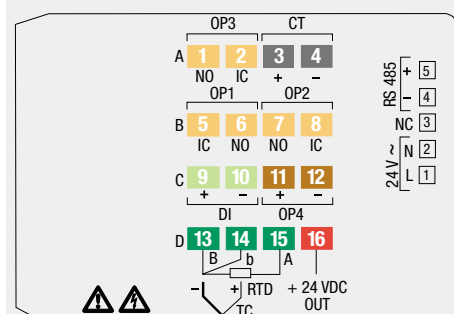 OP3 CT
A 1 2 3 4
NO IC + −
OP1 OP2
B 5 6 7 8
IC NO NO IC
C 9 10 11 12
+ − + −
DI OP4
D 13 14 15 16
B b A
− + RTD + 24 VDC
TC OUT
RS 485 + 5
− 4
NC 3
24 V ~ N 2
L 1